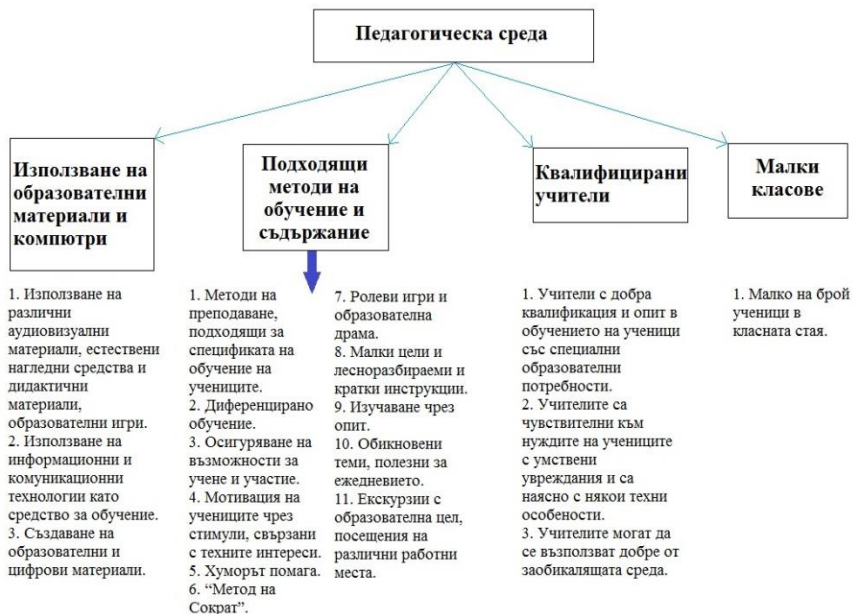 Педагогическа среда
Използване на
образователни
материали и
компютри
Подходящи
методи на
обучение и
съдържание
Квалифицирани
учители
Малки
класове
1. Използване на
различни
аудиовизуални
материали, естествени
нагледни средства и
дидактични
материали,
образователни игри.
2. Използване на
информационни и
комуникационни
технологии като
средство за обучение.
3. Създаване на
образователни и
цифрови материали.
1. Методи на
преподаване,
подходящи за
спецификата на
обучение на
учениците.
2. Диференцирано
обучение.
3. Осигуряване на
възможности за
учене и участие.
4. Мотивация на
учениците чрез
стимули, свързани
с техните интереси.
5. Хуморът помага.
6. “Метод на
Сократ”.
7. Ролеви игри и
образователна
драма.
8. Малки цели и
лесноразбираеми и
кратки инструкции.
9. Изучаване чрез
опит.
10. Обикновени
теми, полезни за
ежедневието.
11. Екскурзии с
образователна цел,
посещения на
различни работни
места.
1. Учители с добра
квалификация и опит в
обучението на ученици
със специални
образователни
потребности.
2. Учителите са
чувствителни към
нуждите на учениците
с умствени
увреждания и са
наясно с някои техни
особености.
3. Учителите могат да
се възползват добре от
заобикалящата среда.
1. Малко на брой
ученици в
класната стая.